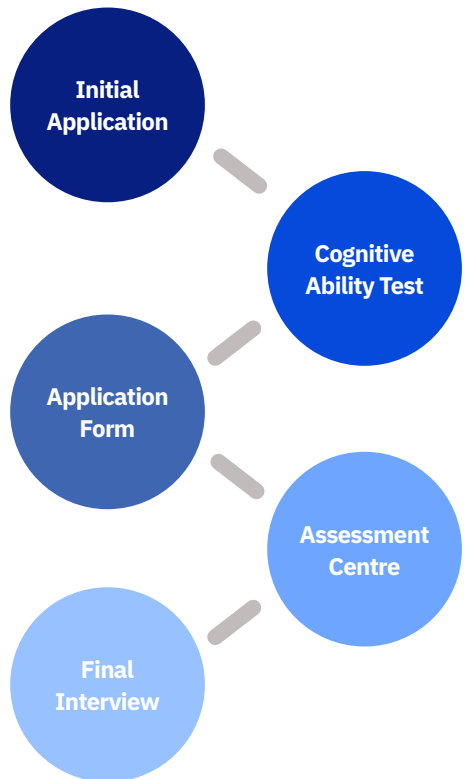 Initial
Application
Cognitive
Ability Test
Application
Form
Assessment
Centre
Final
Interview